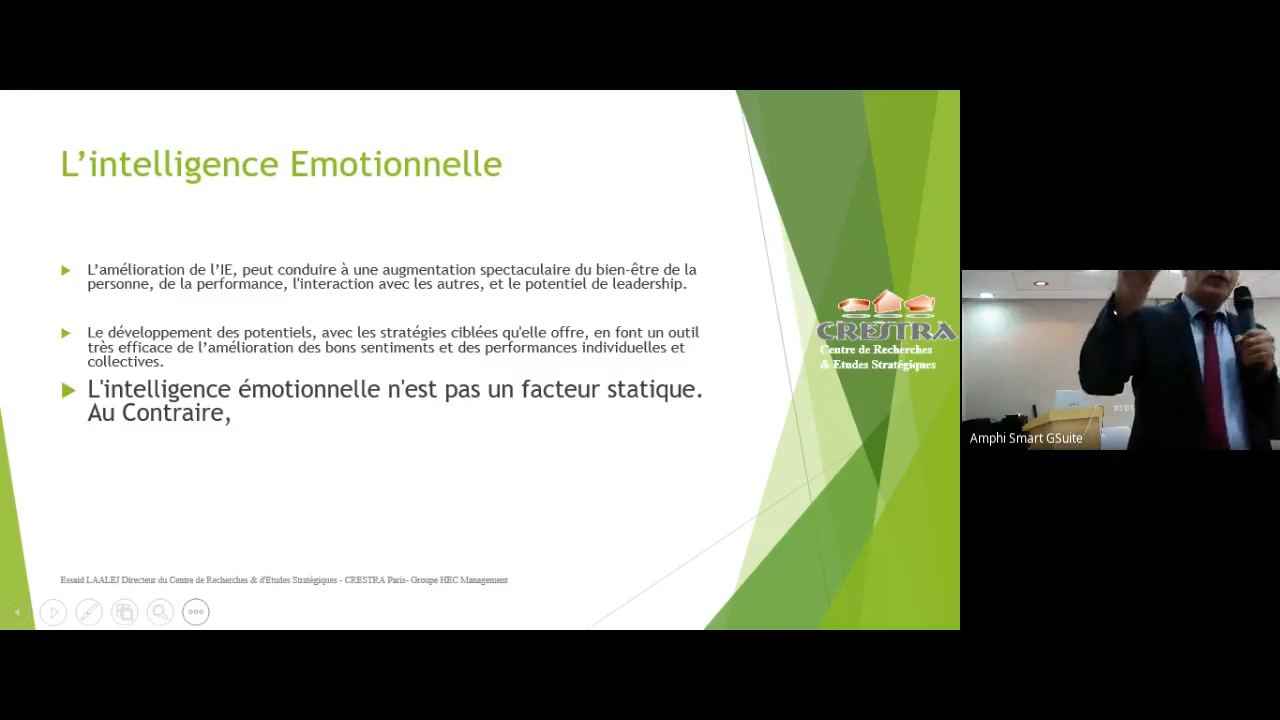 L’intelligence Emotionnelle
L’amélioration de l’IE, peut conduire à une augmentation spectaculaire du bien-être de la
personne, de la performance, l'interaction avec les autres, et le potentiel de leadership.
Le développement des potentiels, avec les stratégies ciblées qu'elle offre, en font un outil
très efficace de l’amélioration des bons sentiments et des performances individuelles et
collectives.
L'intelligence émotionnelle n'est pas un facteur statique.
Au Contraire,
CRESTRA
Centre de Recherches
& Etudes Stratégiques
Essaid LAALEJ Directeur du Centre de Recherches & d'Etudes Stratégiques - CRESTRA Paris- Groupe HEC Management
Amphi Smart GSuite